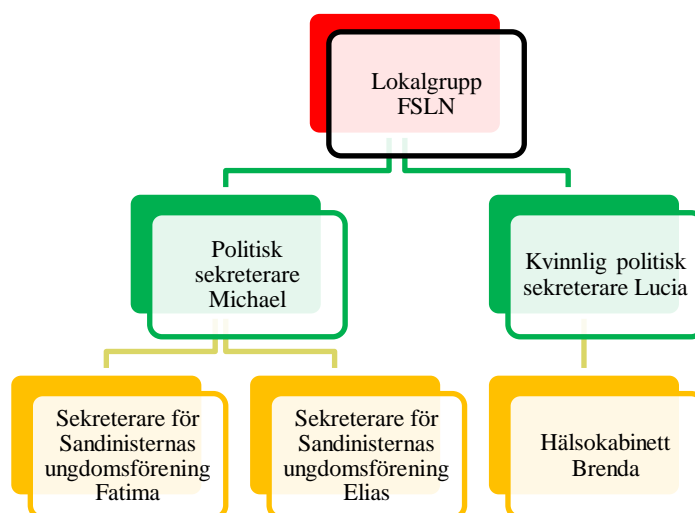 Lokalgrupp
FSLN
Politisk
sekreterare
Michael
Kvinnlig politisk
sekreterare Lucia
Sekreterare för
Sandinisternas
ungdomsförening
Fatima
Sekreterare för
Sandinisternas
ungdomsförening
Elias
Hälsokabinett
Brenda